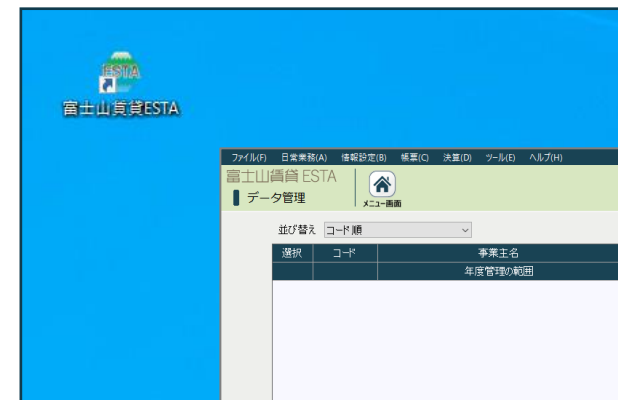 ESTA
富士山賃貸ESTA
ファイル(F) 日常業務(A) 情報設定(B) 帳票(C) 決算(D) ツール(E) ヘルプ(H)
富士山賃貸 ESTA
データ管理
メニュー画面
並び替え コード順
選択 コード 事業主名
年度管理の範囲